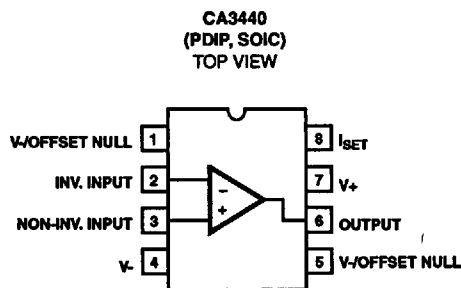 CA3440
(PDIP, SOIC)
TOP VIEW
V-/OFFSET NULL 1
8 ISET
INV. INPUT 2
7 V+
NON-INV. INPUT 3
6 OUTPUT
V- 4
5 V-/OFFSET NULL
−
+